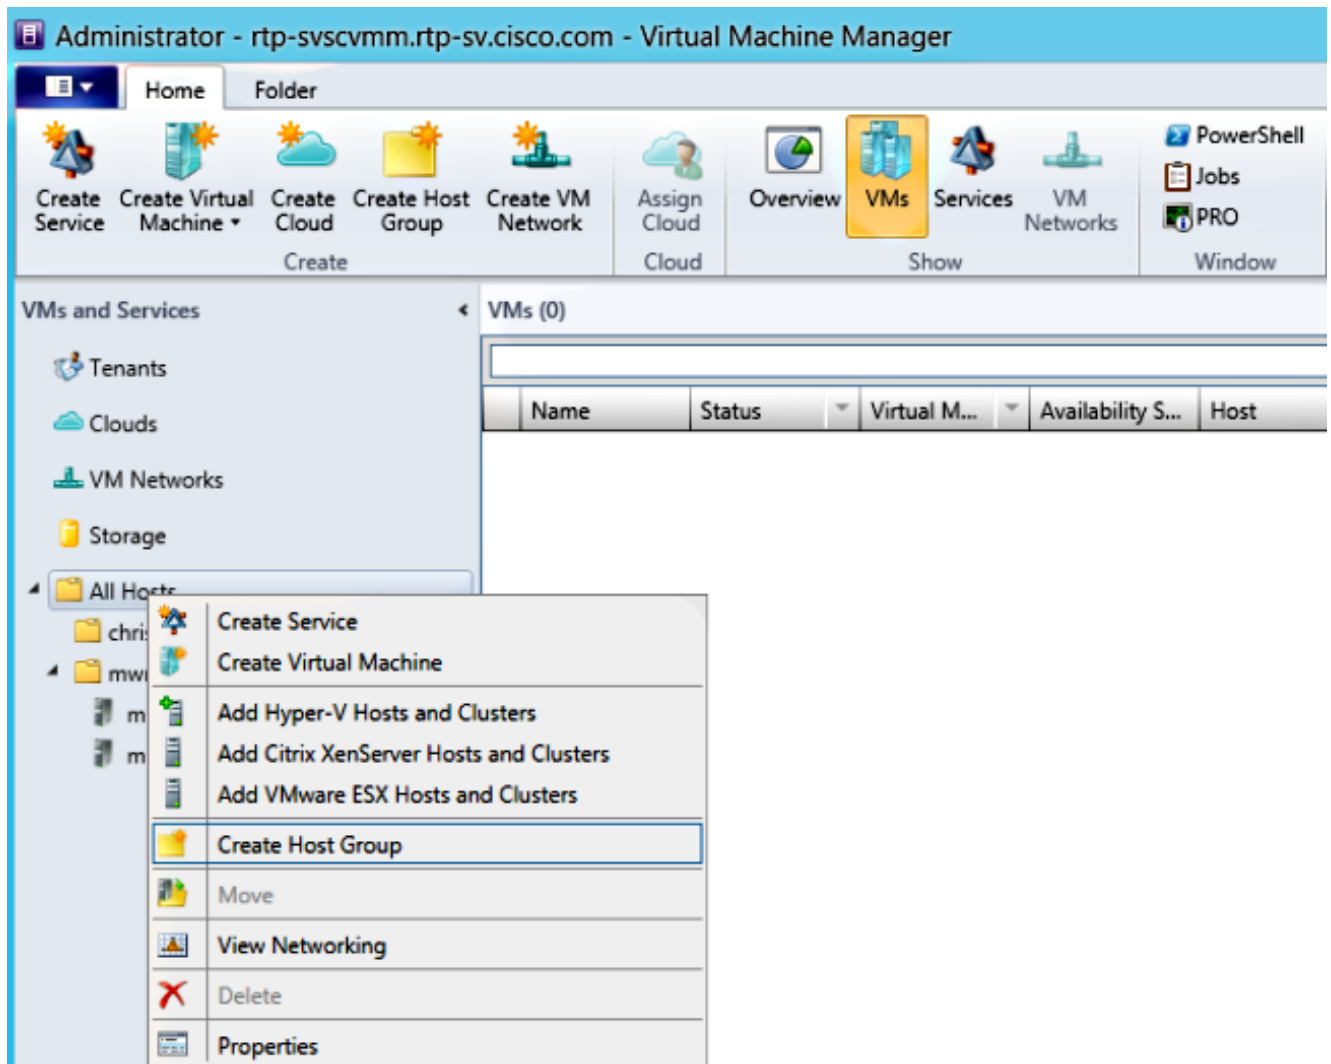 Administrator - rtp-svscvmm.rtp-sv.cisco.com - Virtual Machine Manager
Home Folder
Create Service
Create Virtual Machine
Create Cloud
Create Host Group
Create VM Network
Assign Cloud
Overview
VMs
Services
VM Networks
PowerShell
Jobs
PRO
Create
Cloud
Show
Window
VMs and Services
VMs (0)
Tenants
Clouds
VM Networks
Storage
Name Status Virtual M... Availability S... Host
All Hosts
Create Service
Create Virtual Machine
Add Hyper-V Hosts and Clusters
Add Citrix XenServer Hosts and Clusters
Add VMware ESX Hosts and Clusters
Create Host Group
Move
View Networking
Delete
Properties